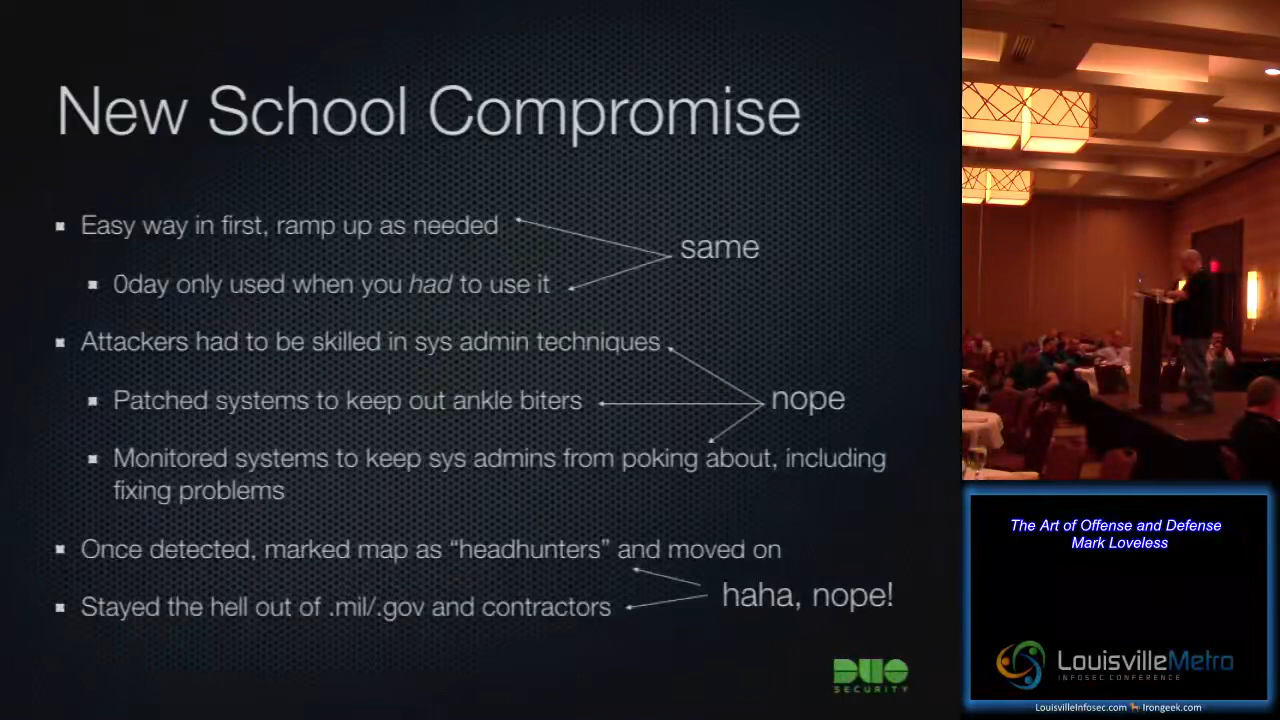 New School Compromise
Easy way in first, ramp up as needed
same
0day only used when you had to use it
Attackers had to be skilled in sys admin techniques
Patched systems to keep out ankle biters
nope
Monitored systems to keep sys admins from poking about, including
fixing problems
Once detected, marked map as “headhunters” and moved on
haha, nope!
Stayed the hell out of .mil/.gov and contractors
DUO
SECURITY
The Art of Offense and Defense
Mark Loveless
LouisvilleMetro
INFOSEC CONFERENCE
LouisvilleInfosec.com Irongeek.com